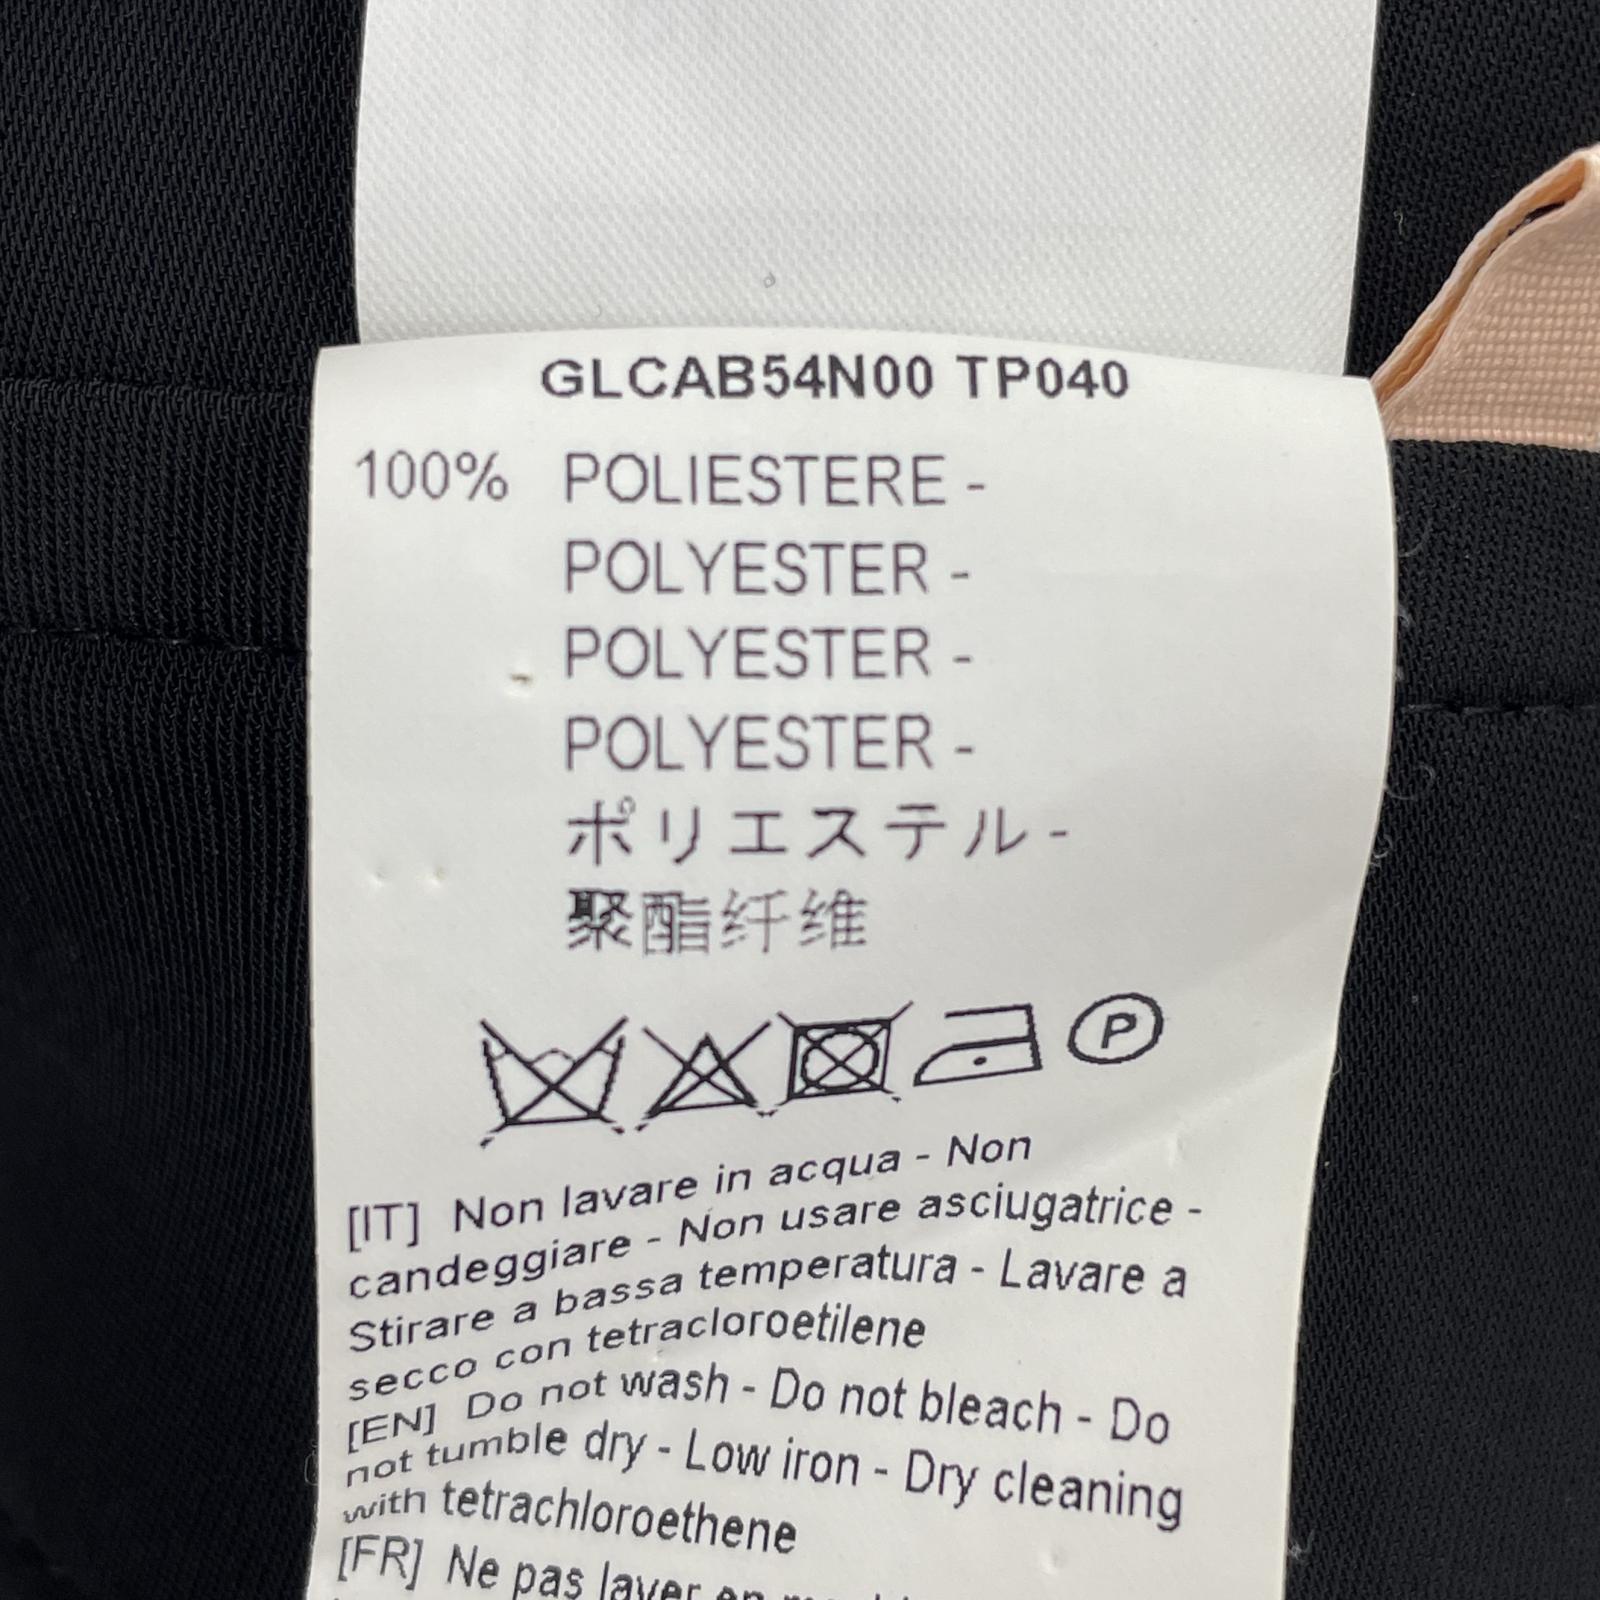 GLCAB54N00 TP040
100% POLIESTERE -
POLYESTER -
POLYESTER -
POLYESTER -
ポリエステル -
聚酯纤维
P
[IT] Non lavare in acqua - Non
candeggiare - Non usare asciugatrice -
Stirare a bassa temperatura - Lavare a
secco con tetracloroetilene
[EN] Do not wash - Do not bleach - Do
not tumble dry - Low iron - Dry cleaning
with tetrachloroethene
[FR] Ne pas laver en